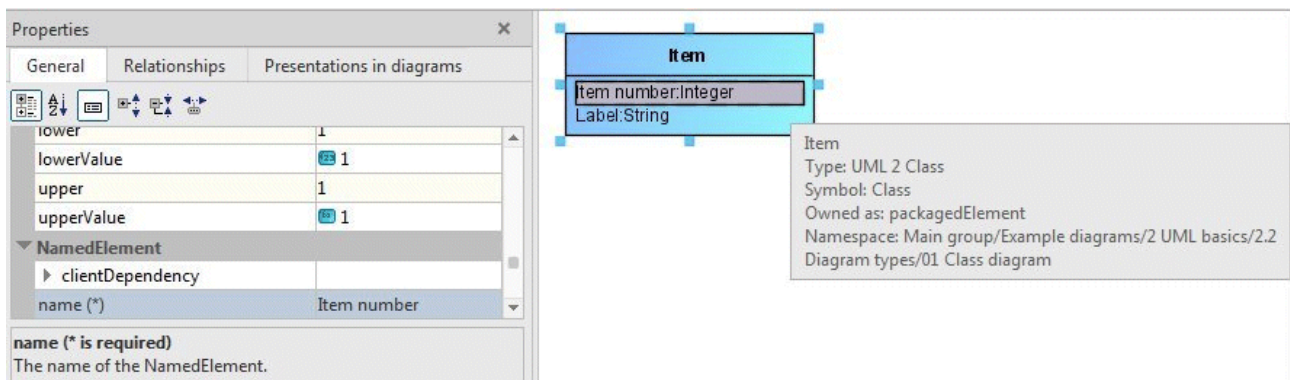 Properties
General Relationships Presentations in diagrams
lower 1
lowerValue 1
upper 1
upperValue 1
NamedElement
clientDependency
name (*) Item number
name (* is required)
The name of the NamedElement.
Item
Item number:Integer
Label:String
Item
Type: UML 2 Class
Symbol: Class
Owned as: packagedElement
Namespace: Main group/Example diagrams/2 UML basics/2.2
Diagram types/01 Class diagram